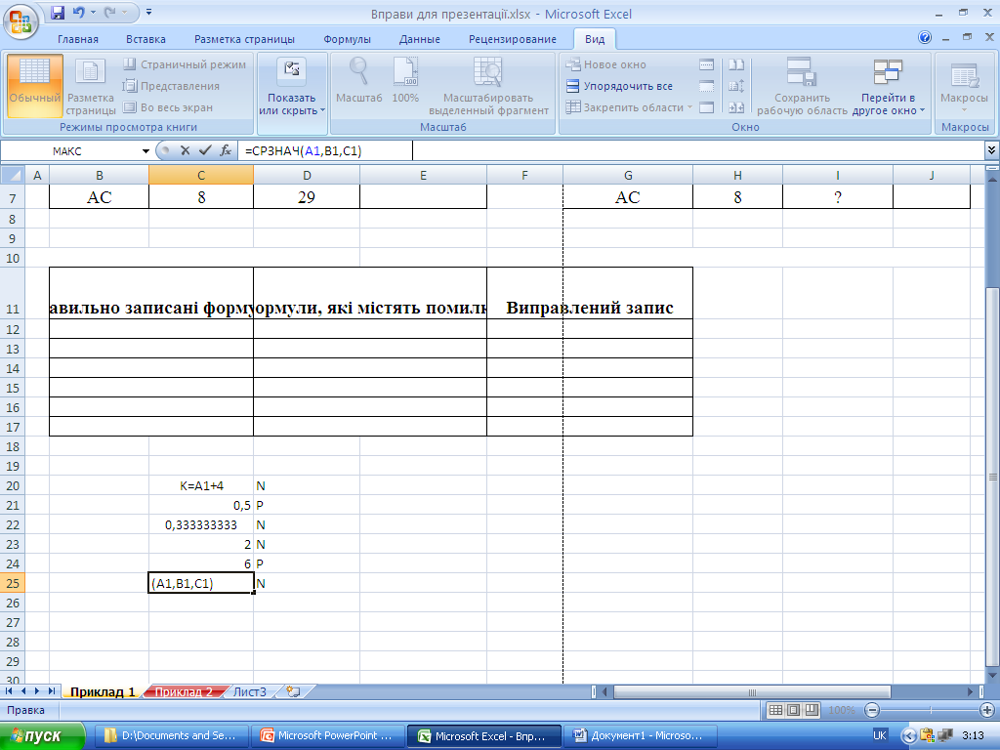 Вправи для презентації.xlsx - Microsoft Excel
Главная Вставка Разметка страницы Формулы Данные Рецензирование Вид
Обычный
Разметка страницы
Страничный режим
Представления
Во весь экран
Режимы просмотра книги
Показать или скрыть
Масштаб
100%
Масштабировать выделенный фрагмент
Масштаб
Новое окно
Упорядочить все
Закрепить области
Сохранить рабочую область
Перейти в другое окно
Окно
Макросы
Макросы
МАКС =СРЗНАЧ(A1,B1,C1)
A B C D E F G H I J
7 АС 8 29 АС 8 ?
8
9
10
11 авильно записані форму ормули, які містять помилк Виправлений запис
12
13
14
15
16
17
18
19
20 K=A1+4 N
21 0,5 P
22 0,333333333 N
23 2 N
24 6 P
25 (A1,B1,C1) N
26
27
28
29
30
Приклад 1 Приклад 2 Лист3
Правка 100%
пуск D:\Documents and Se... Microsoft PowerPoint ... Microsoft Excel - Впр... Документ1 - Microso... UK 3:13